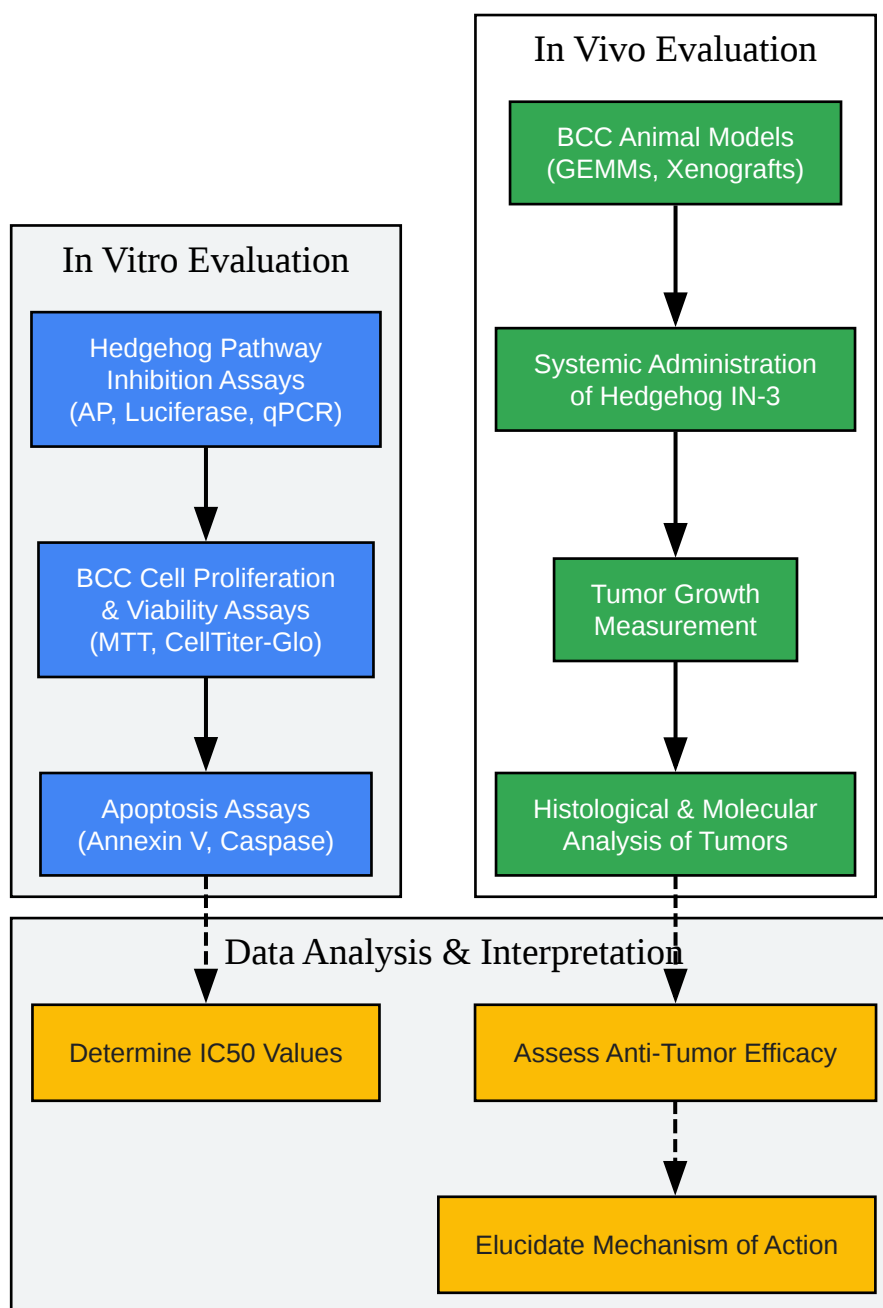 In Vivo Evaluation
BCC Animal Models
(GEMMs, Xenografts)
Systemic Administration
of Hedgehog IN-3
Tumor Growth
Measurement
Histological & Molecular
Analysis of Tumors
In Vitro Evaluation
Hedgehog Pathway
Inhibition Assays
(AP, Luciferase, qPCR)
BCC Cell Proliferation
& Viability Assays
(MTT, CellTiter-Glo)
Apoptosis Assays
(Annexin V, Caspase)
Data Analysis & Interpretation
Determine IC50 Values
Assess Anti-Tumor Efficacy
Elucidate Mechanism of Action